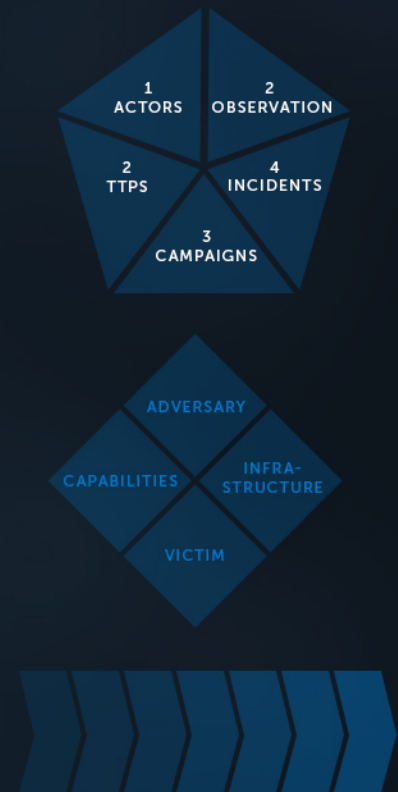 1
ACTORS
2
OBSERVATION
2
TTPS
4
INCIDENTS
3
CAMPAIGNS
ADVERSARY
CAPABILITIES
INFRA-
STRUCTURE
VICTIM